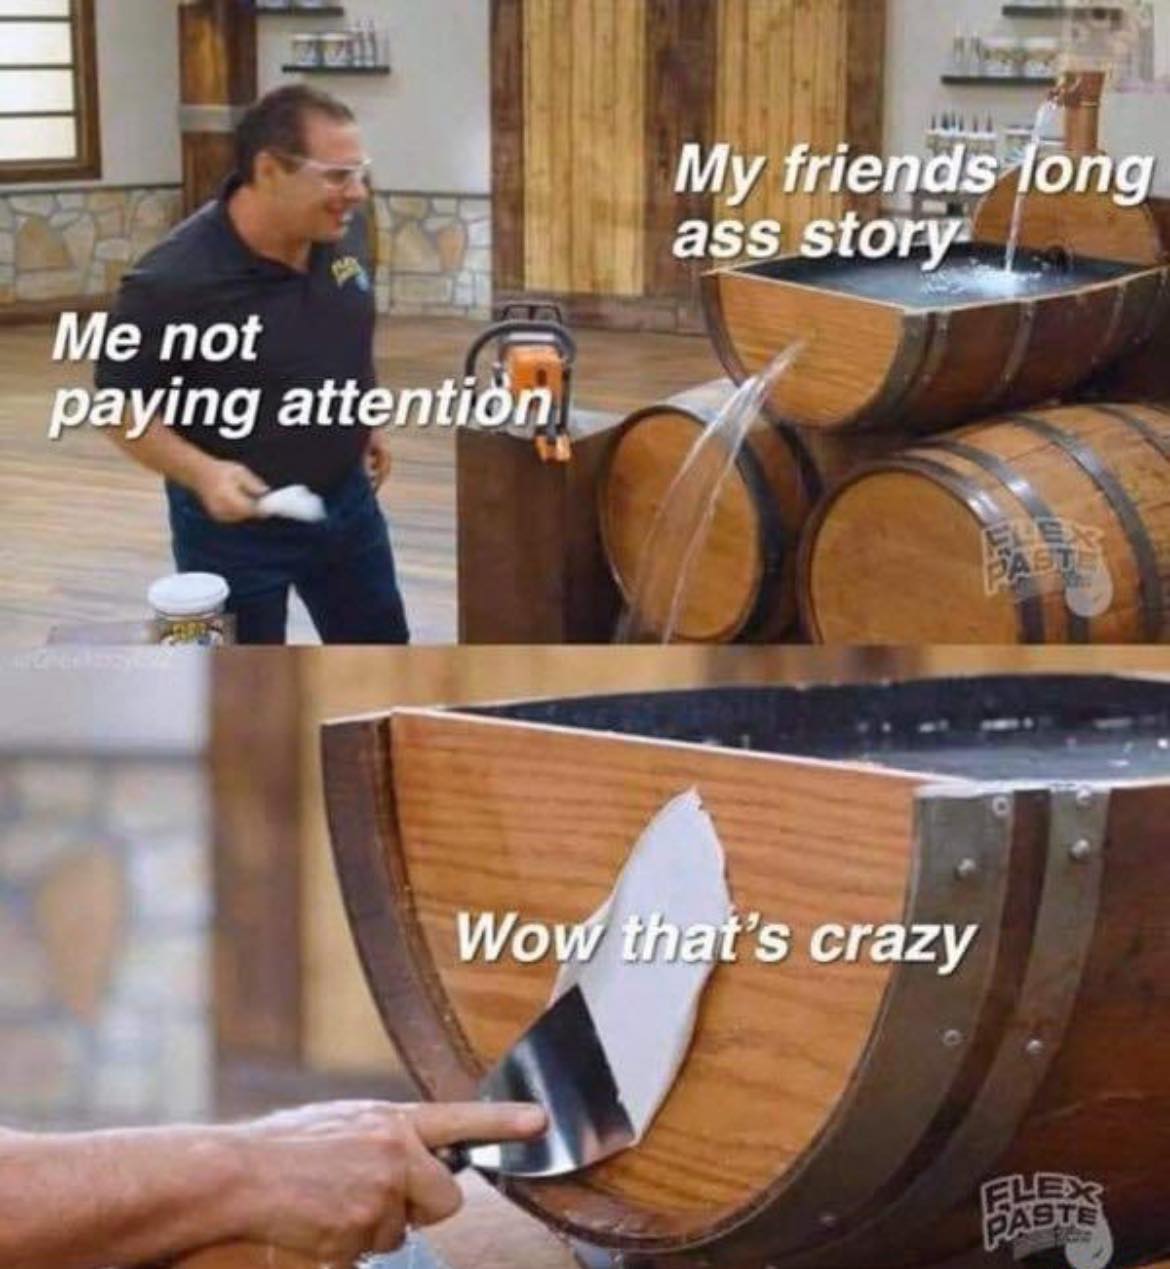 My friends long
ass story
Me not
paying attention
FLEX
PASTE
Wow that's crazy
FLEX
PASTE